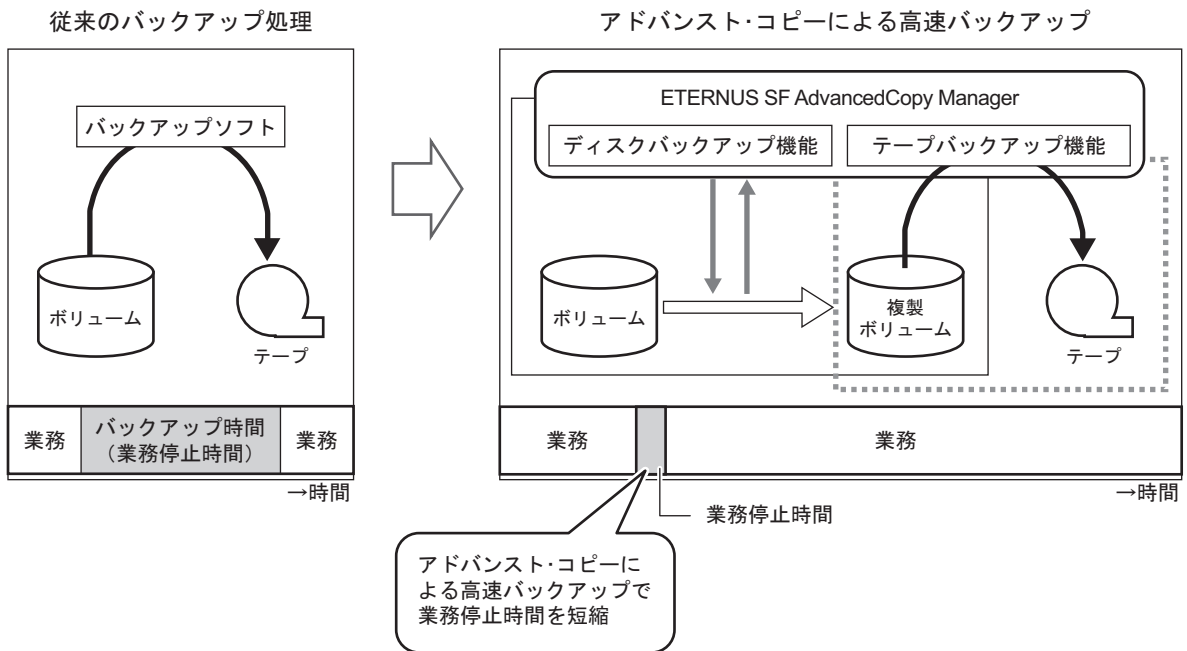 従来のバックアップ処理
バックアップソフト
ボリューム
テープ
業務
バックアップ時間
（業務停止時間）
業務
→時間
アドバンスト･コピーによる高速バックアップ
ETERNUS SF AdvancedCopy Manager
ディスクバックアップ機能
テープバックアップ機能
ボリューム
複製
ボリューム
テープ
業務
業務
→時間
業務停止時間
アドバンスト･コピーに
よる高速バックアップで
業務停止時間を短縮